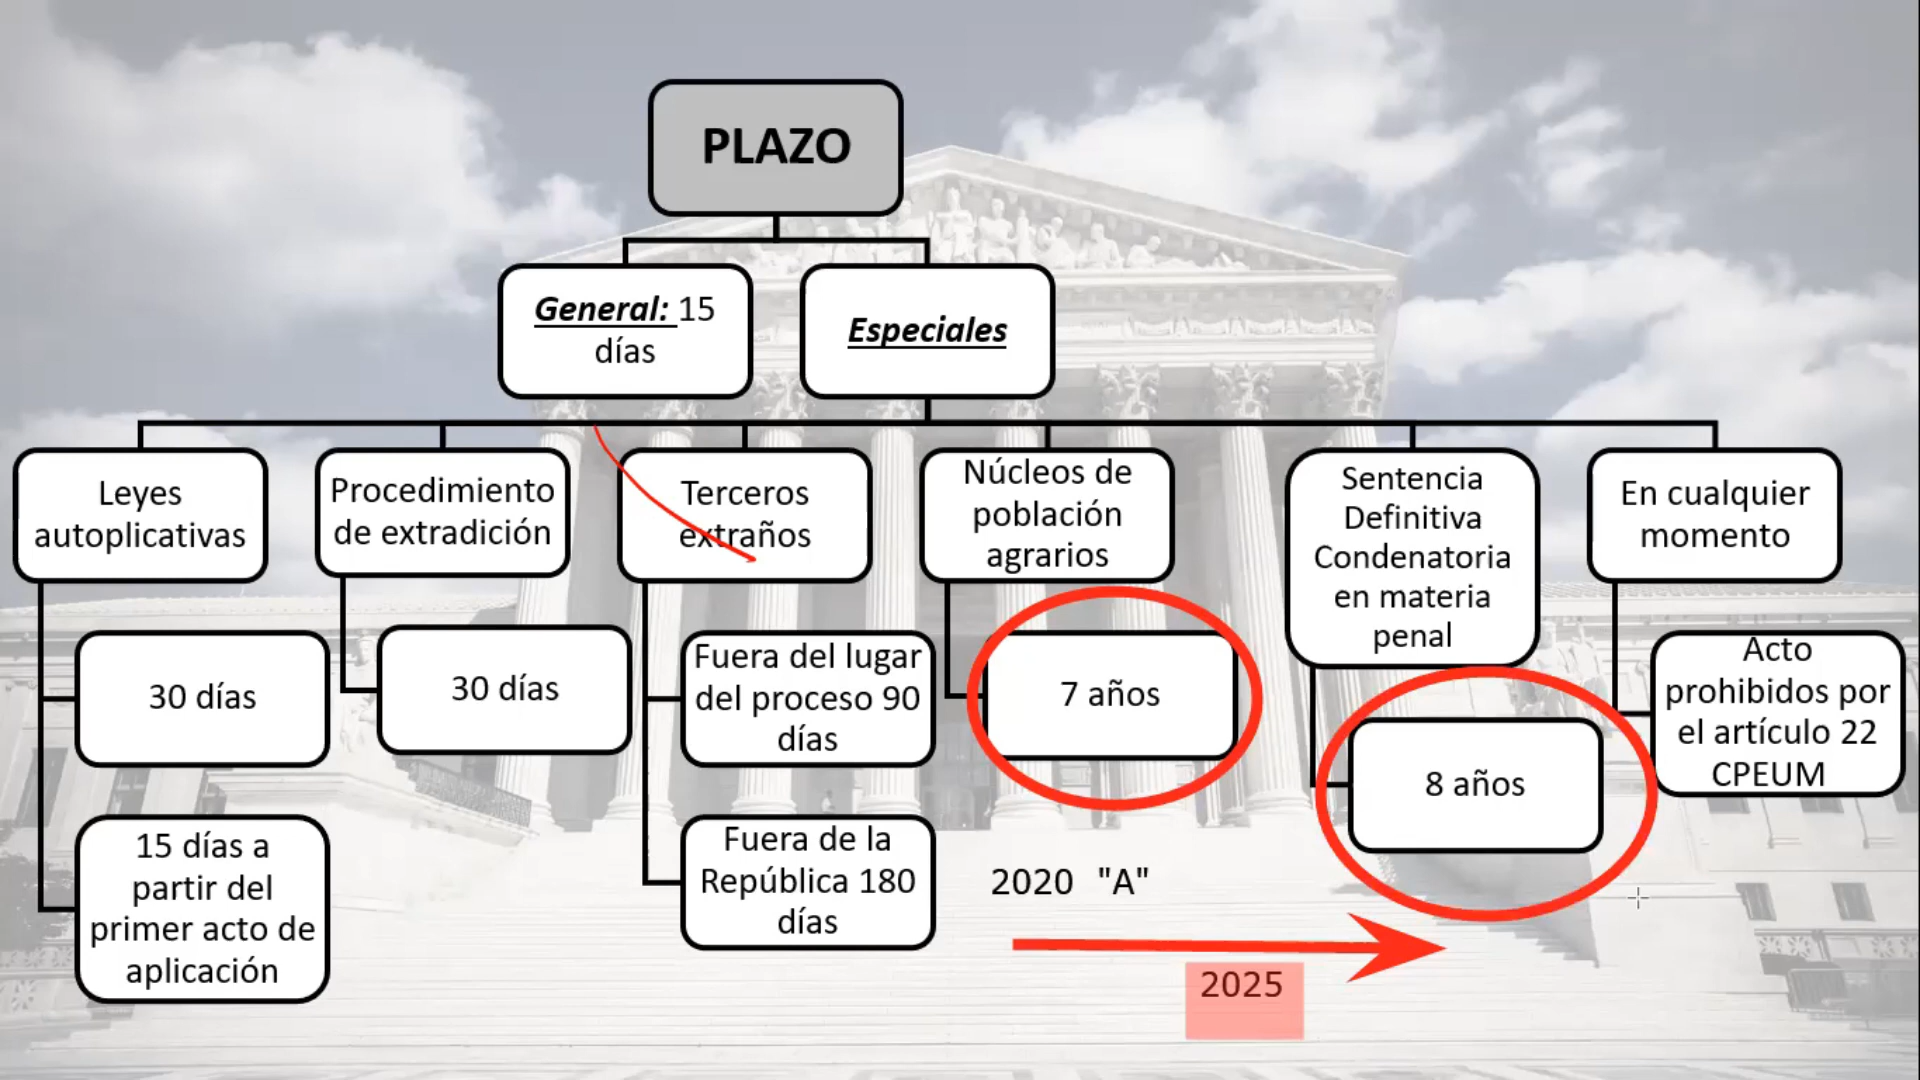 PLAZO
General: 15
días
Especiales
Leyes
autoplicativas
30 días
15 días a
partir del
primer acto de
aplicación
Procedimiento
de extradición
30 días
Terceros
extraños
Fuera del lugar
del proceso 90
días
Fuera de la
República 180
días
Núcleos de
población
agrarios
7 años
Sentencia
Definitiva
Condenatoria
en materia
penal
8 años
En cualquier
momento
Acto
prohibidos por
el artículo 22
CPEUM
2020 "A"
2025